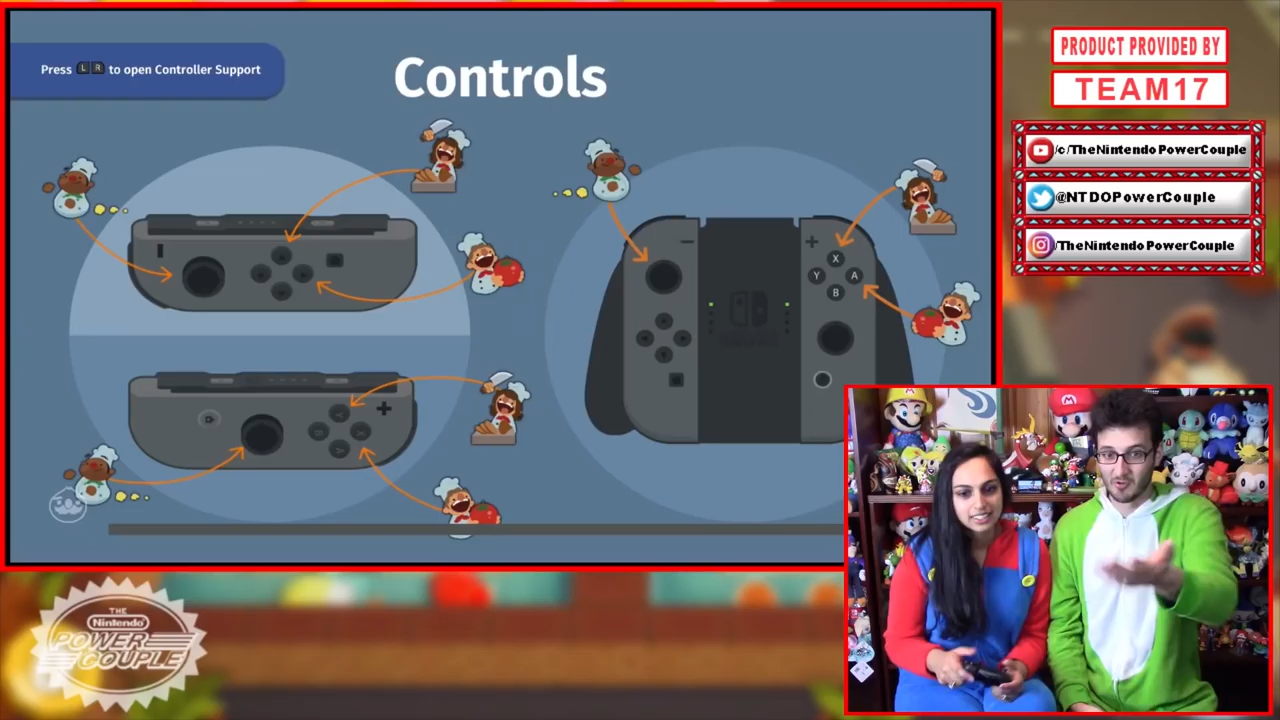 Press L R to open Controller Support
Controls
X
Y A
B
PRODUCT PROVIDED BY
TEAM17
/c/TheNintendoPowerCouple
@NTDOPowerCouple
/TheNintendoPowerCouple
THE
Nintendo
POWER
COUPLE